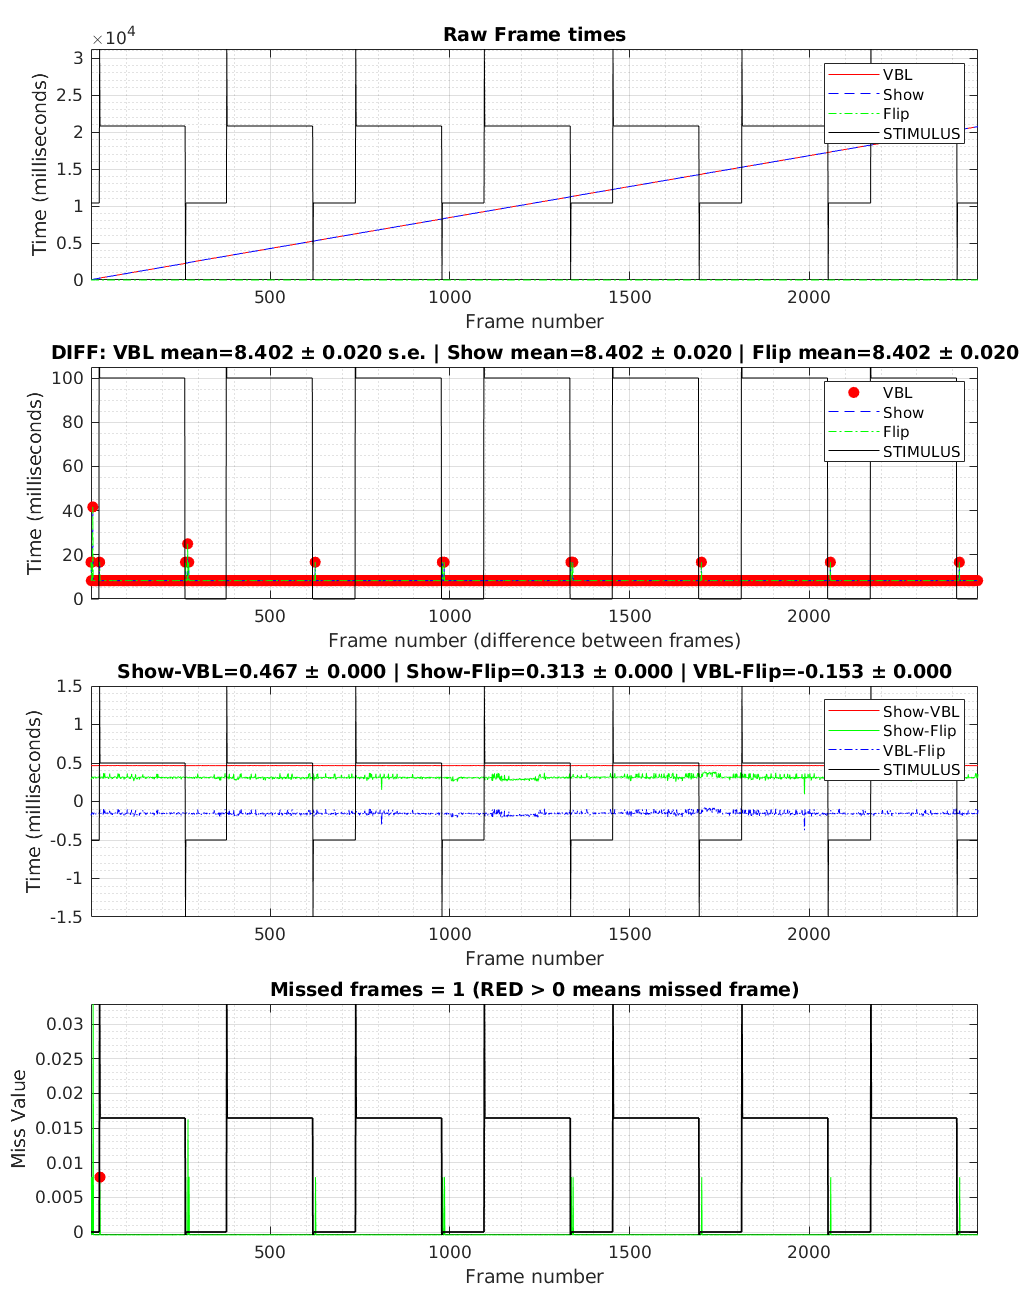 Raw Frame times
×10⁴
3
2.5
2
1.5
1
0.5
0
500
1000
1500
2000
Time (milliseconds)
Frame number
VBL
Show
Flip
STIMULUS
DIFF: VBL mean=8.402 ± 0.020 s.e. | Show mean=8.402 ± 0.020 | Flip mean=8.402 ± 0.020
100
80
60
40
20
0
500
1000
1500
2000
Time (milliseconds)
Frame number (difference between frames)
VBL
Show
Flip
STIMULUS
Show-VBL=0.467 ± 0.000 | Show-Flip=0.313 ± 0.000 | VBL-Flip=-0.153 ± 0.000
1.5
1
0.5
0
-0.5
-1
-1.5
500
1000
1500
2000
Time (milliseconds)
Frame number
Show-VBL
Show-Flip
VBL-Flip
STIMULUS
Missed frames = 1 (RED > 0 means missed frame)
0.03
0.025
0.02
0.015
0.01
0.005
0
500
1000
1500
2000
Miss Value
Frame number